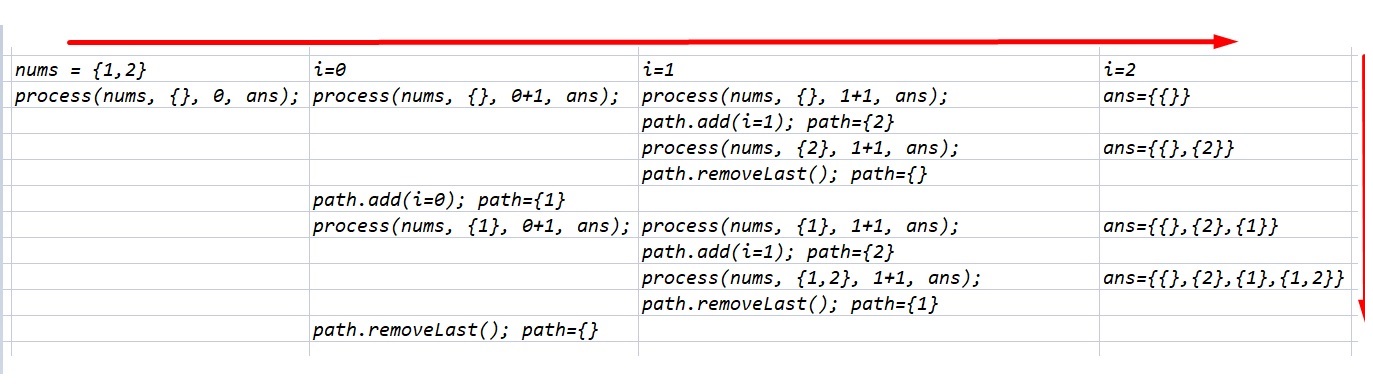 nums = {1,2} i=0 i=1 i=2
process(nums, {}, 0, ans); process(nums, {}, 0+1, ans); process(nums, {}, 1+1, ans); ans={{}}
path.add(i=1); path={2}
process(nums, {2}, 1+1, ans); ans={{},{2}}
path.removeLast(); path={}
path.add(i=0); path={1}
process(nums, {1}, 0+1, ans); process(nums, {1}, 1+1, ans); ans={{},{2},{1}}
path.add(i=1); path={2}
process(nums, {1,2}, 1+1, ans); ans={{},{2},{1},{1,2}}
path.removeLast(); path={1}
path.removeLast(); path={}